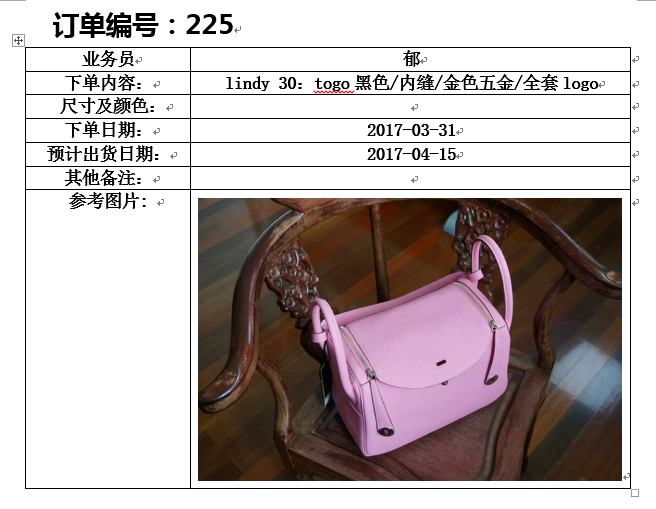 订单编号：225
业务员 郁
下单内容： lindy 30：togo 黑色/内缝/金色五金/全套 logo
尺寸及颜色：
下单日期： 2017-03-31
预计出货日期： 2017-04-15
其他备注：
参考图片：